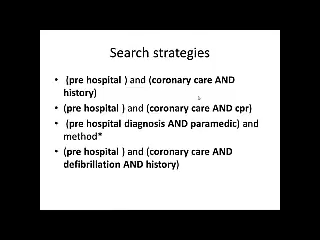 Search strategies
• (pre hospital ) and (coronary care AND
history)
• (pre hospital ) and (coronary care AND cpr)
• (pre hospital diagnosis AND paramedic) and
method*
• (pre hospital ) and (coronary care AND
defibrillation AND history)